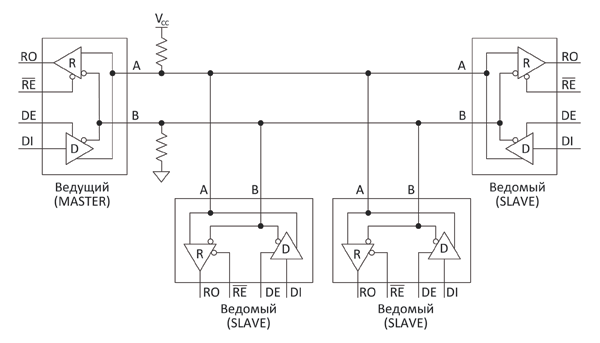 Vcc
RO A A RO
R R
RE RE
DE B B DE
DI D D DI
Ведущий
(MASTER)
Ведомый
(SLAVE)
A B A B
R D R D
RO RE DE DI RO RE DE DI
Ведомый
(SLAVE)
Ведомый
(SLAVE)